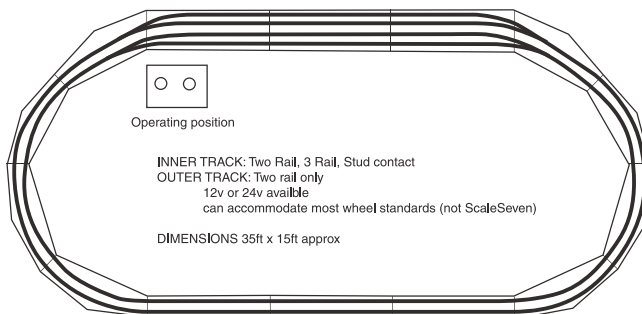 Operating position
INNER TRACK: Two Rail, 3 Rail, Stud contact
OUTER TRACK: Two rail only
12v or 24v availble
can accommodate most wheel standards (not ScaleSeven)
DIMENSIONS 35ft x 15ft approx